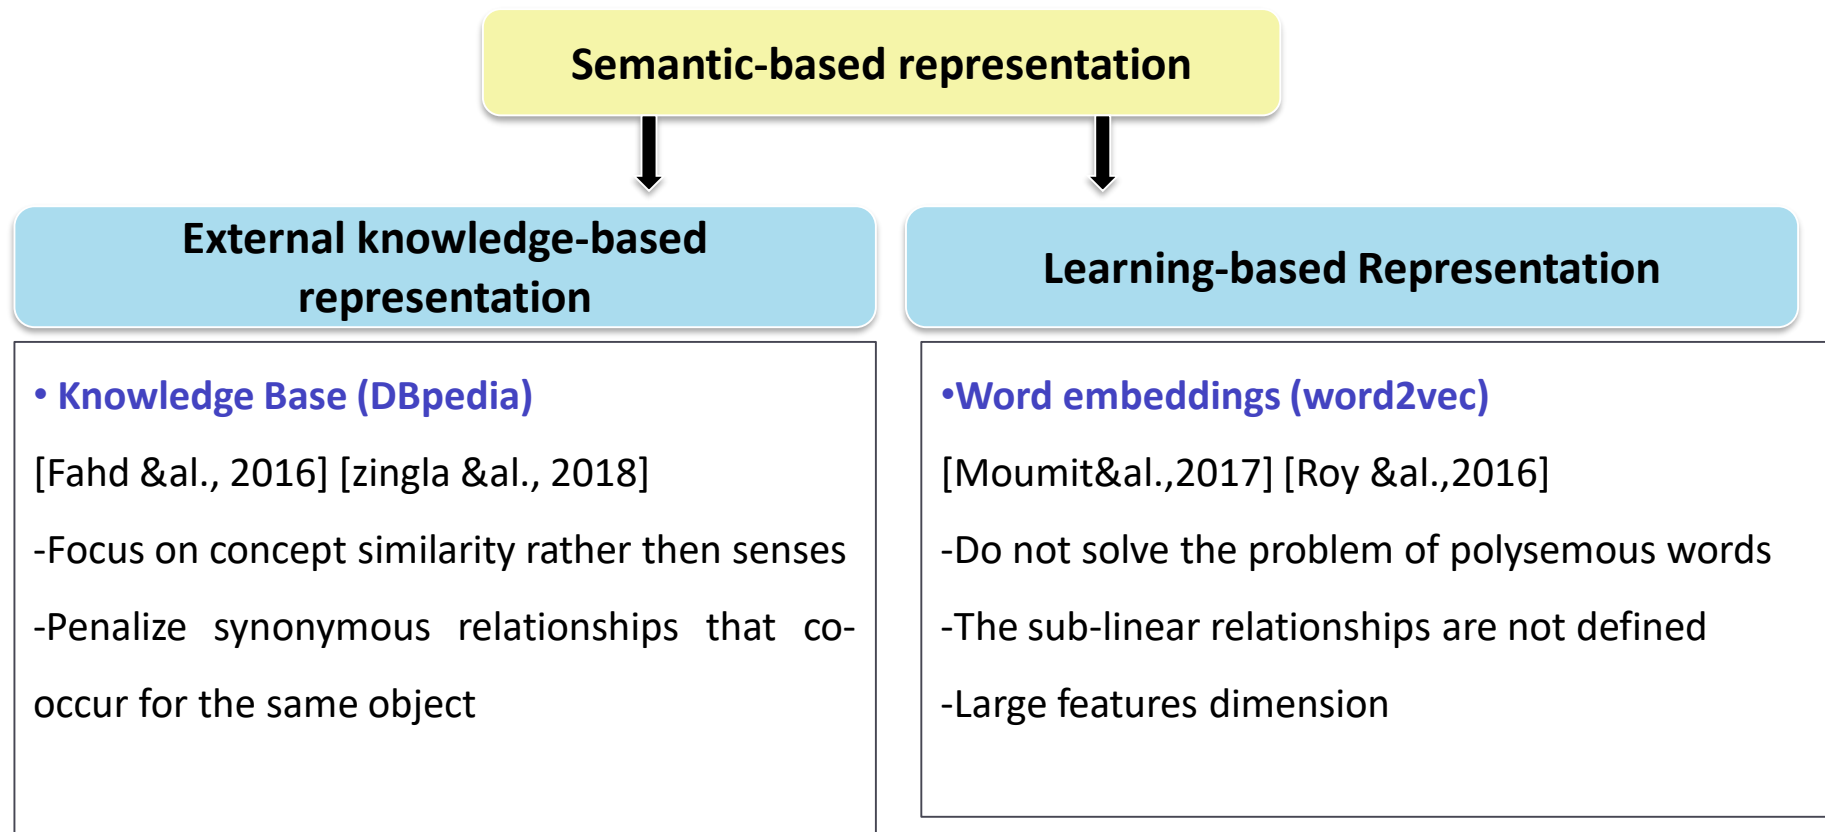 Semantic-based representation
External knowledge-based
representation
• Knowledge Base (DBpedia)
[Fahd &al., 2016] [zingla &al., 2018]
-Focus on concept similarity rather then senses
-Penalize synonymous relationships that co-
occur for the same object
Learning-based Representation
•Word embeddings (word2vec)
[Moumit&al.,2017] [Roy &al.,2016]
-Do not solve the problem of polysemous words
-The sub-linear relationships are not defined
-Large features dimension